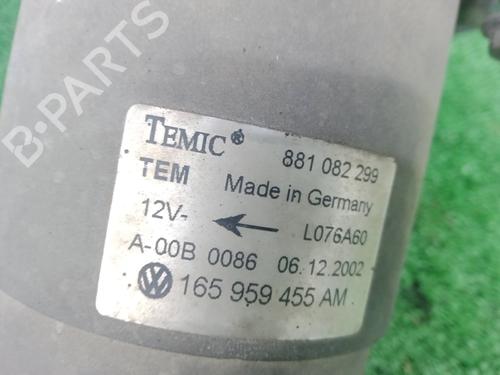 B-PARTS
TEMIC® 881 082 299
TEM Made in Germany
12V- ← L076A60
A-00B 0086 06.12.2002
165 959 455 AM